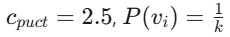 $c_{puct} = 2.5, P(v_i) = \frac{1}{k}$